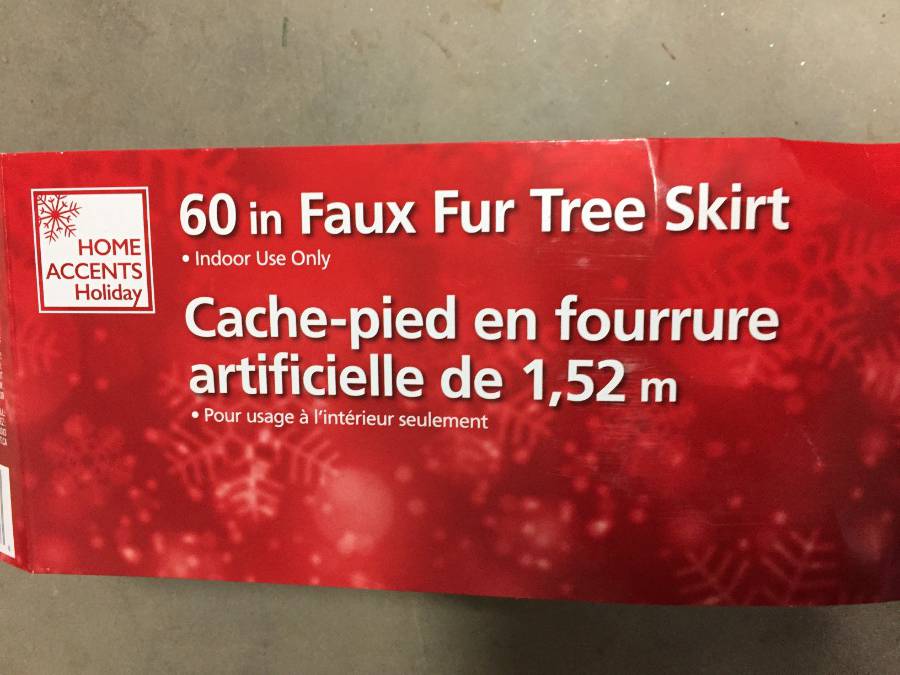 HOME
ACCENTS
Holiday
60 in Faux Fur Tree Skirt
• Indoor Use Only
Cache-pied en fourrure
artificielle de 1,52 m
• Pour usage à l'intérieur seulement